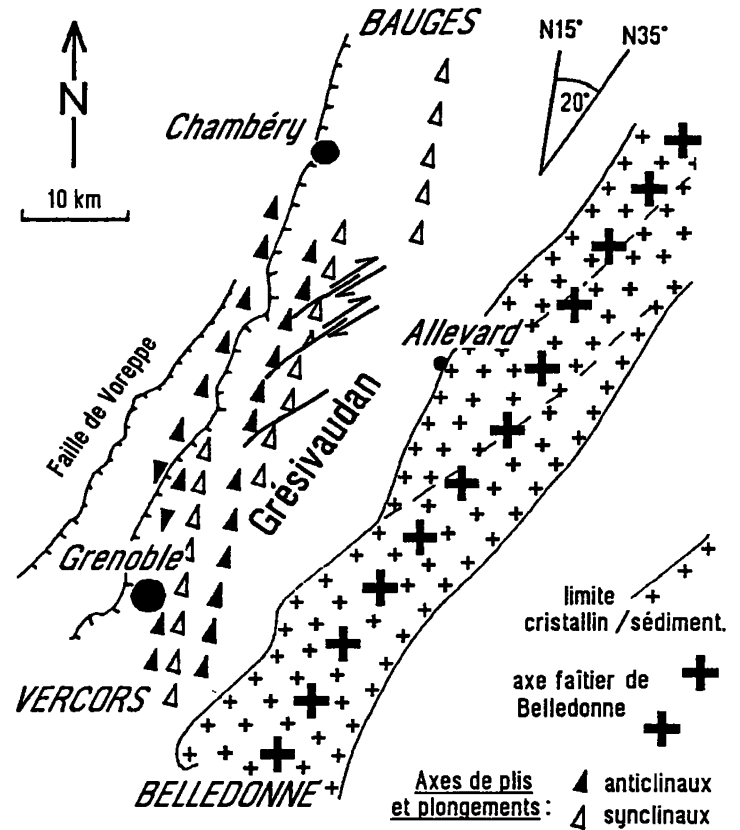 BAUGES
N15°
N35°
20°
N
Chambéry
10 km
Allevard
Faille de Voreppe
Grésivaudan
Grenoble
VERCORS
BELLEDONNE
limite
cristallin / sédiment.
axe faîtier de
Belledonne
Axes de plis
et plongements :
anticlinaux
synclinaux